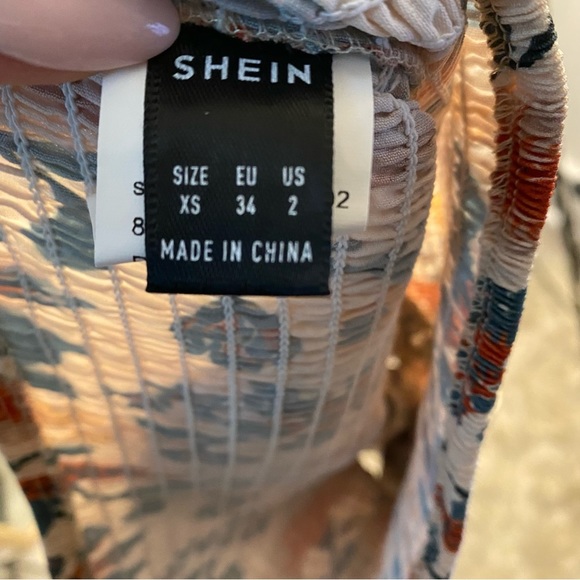 SHEIN
SIZE EU US
XS 34 2
MADE IN CHINA